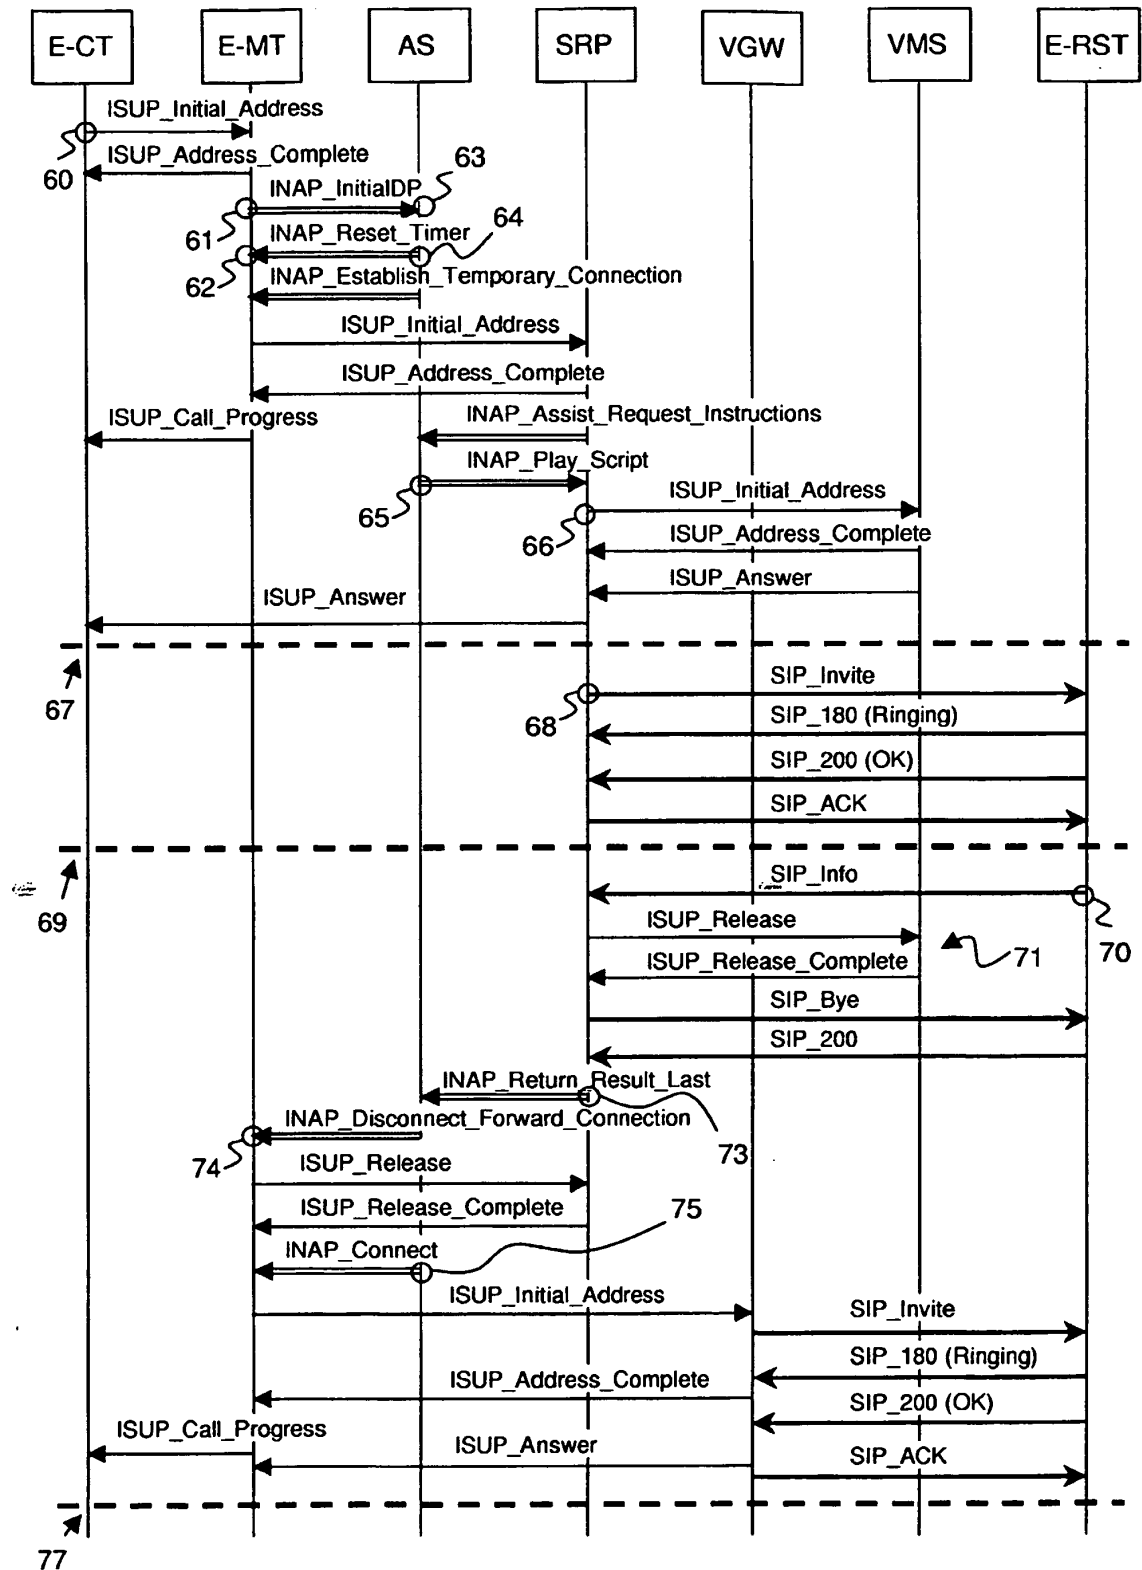 E-CT E-MT AS SRP VGW VMS E-RST
ISUP_Initial_Address
60
ISUP_Address_Complete
63
INAP_InitialDP
61
64
INAP_Reset_Timer
62
INAP_Establish_Temporary_Connection
ISUP_Initial_Address
ISUP_Address_Complete
ISUP_Call_Progress
INAP_Assist_Request_Instructions
INAP_Play_Script
65
ISUP_Initial_Address
66
ISUP_Address_Complete
ISUP_Answer
ISUP_Answer
67
SIP_Invite
68
SIP_180 (Ringing)
SIP_200 (OK)
SIP_ACK
69
SIP_Info
70
ISUP_Release
71
ISUP_Release_Complete
SIP_Bye
SIP_200
INAP_Return_Result_Last
73
INAP_Disconnect_Forward_Connection
74
ISUP_Release
ISUP_Release_Complete
75
INAP_Connect
ISUP_Initial_Address
SIP_Invite
SIP_180 (Ringing)
ISUP_Address_Complete
SIP_200 (OK)
ISUP_Call_Progress
ISUP_Answer
SIP_ACK
77